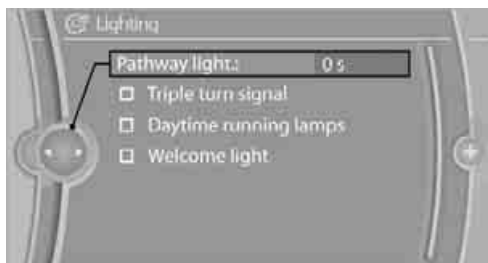 Lighting
Pathway light.: 0 s
Triple turn signal
Daytime running lamps
Welcome light